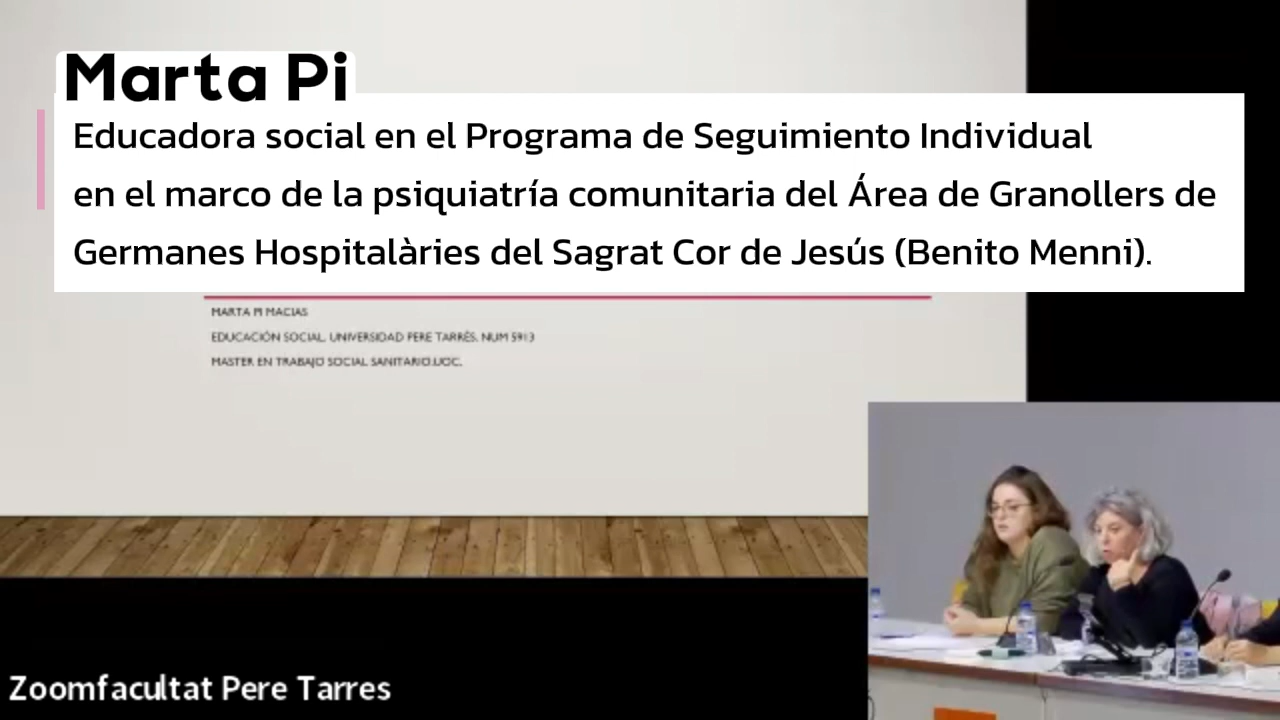 Marta Pi
Educadora social en el Programa de Seguimiento Individual
en el marco de la psiquiatría comunitaria del Área de Granollers de
Germanes Hospitalàries del Sagrat Cor de Jesús (Benito Menni).
MARTA PI MACIAS
EDUCACIÓN SOCIAL. UNIVERSIDAD PERE TARRÉS. NUM 5913
MASTER EN TRABAJO SOCIAL SANITARIO.UOC.
Zoomfacultat Pere Tarres